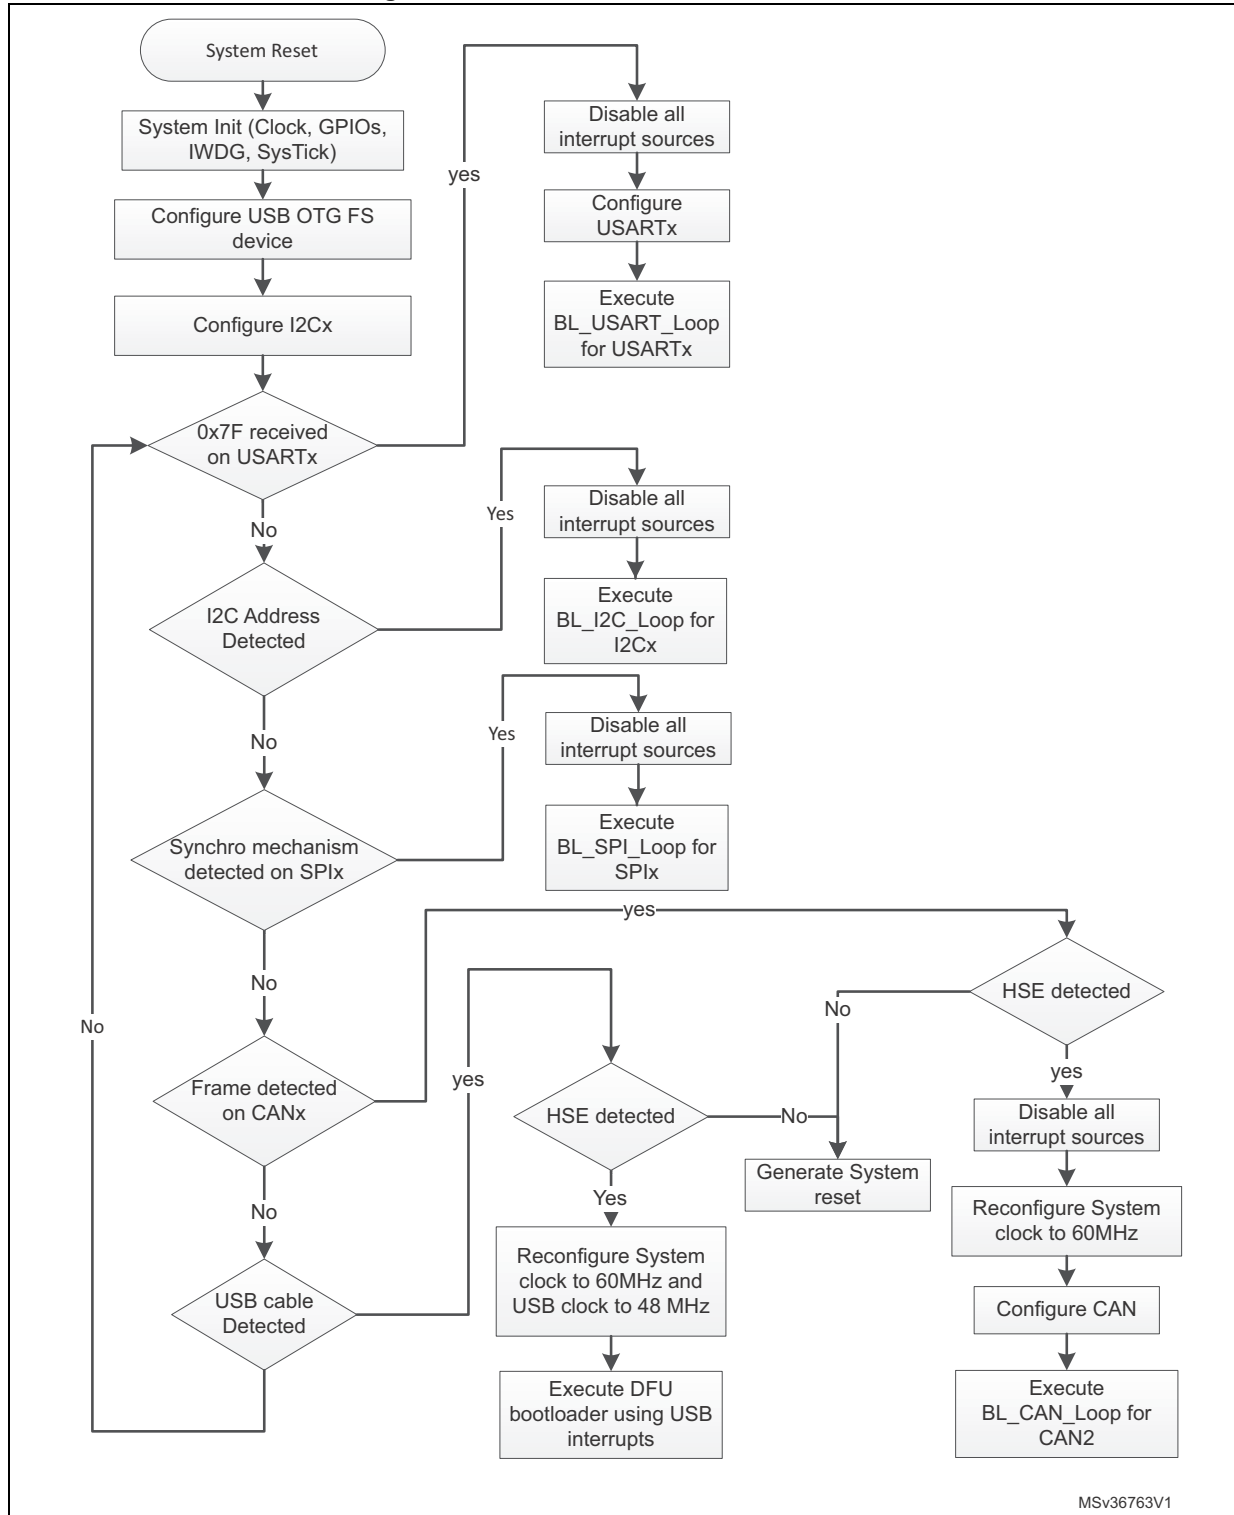 System Reset
System Init (Clock, GPIOs,
IWDG, SysTick)
Configure USB OTG FS
device
Configure I2Cx
0x7F received
on USARTx
yes
Disable all
interrupt sources
Configure
USARTx
Execute
BL_USART_Loop
for USARTx
No
I2C Address
Detected
Yes
Disable all
interrupt sources
Execute
BL_I2C_Loop for
I2Cx
No
Synchro mechanism
detected on SPIx
Yes
Disable all
interrupt sources
Execute
BL_SPI_Loop for
SPIx
No
Frame detected
on CANx
yes
HSE detected
No
yes
Disable all
interrupt sources
Reconfigure System
clock to 60MHz
Configure CAN
Execute
BL_CAN_Loop for
CAN2
No
USB cable
Detected
yes
HSE detected
No
Generate System
reset
Yes
Reconfigure System
clock to 60MHz and
USB clock to 48 MHz
Execute DFU
bootloader using USB
interrupts
No
MSv36763V1